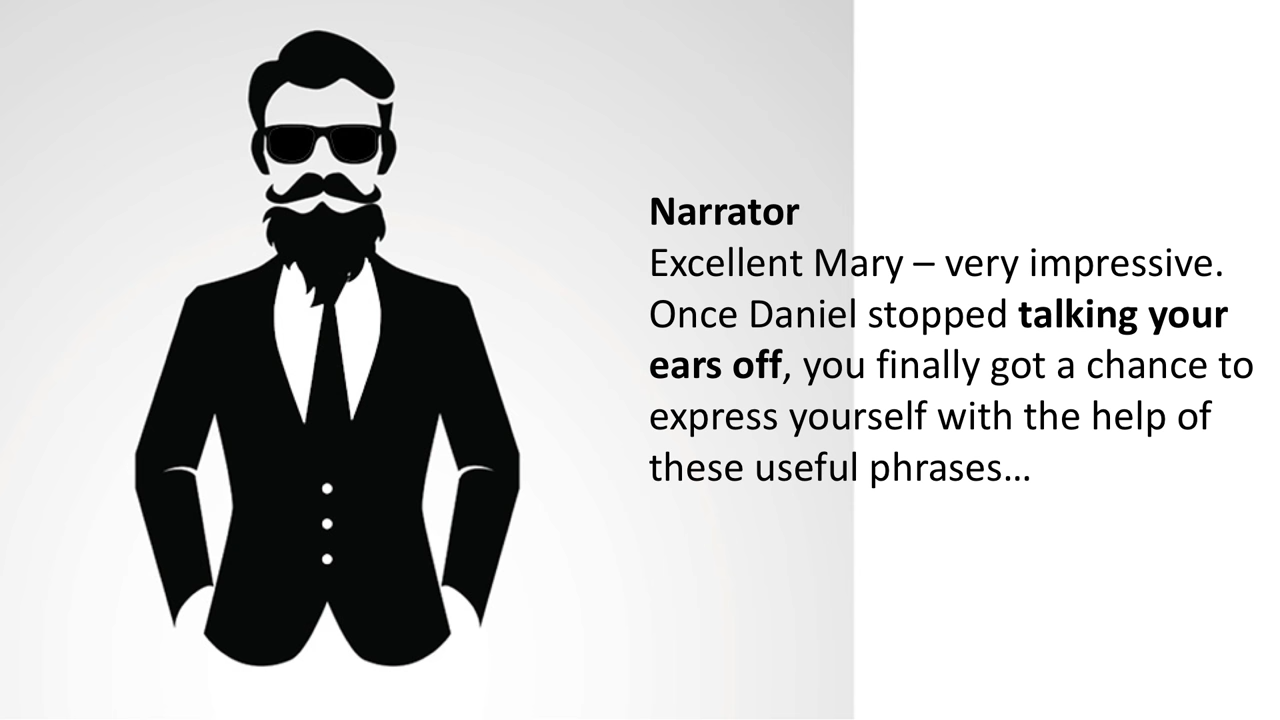 Narrator
Excellent Mary – very impressive.
Once Daniel stopped talking your
ears off, you finally got a chance to
express yourself with the help of
these useful phrases…